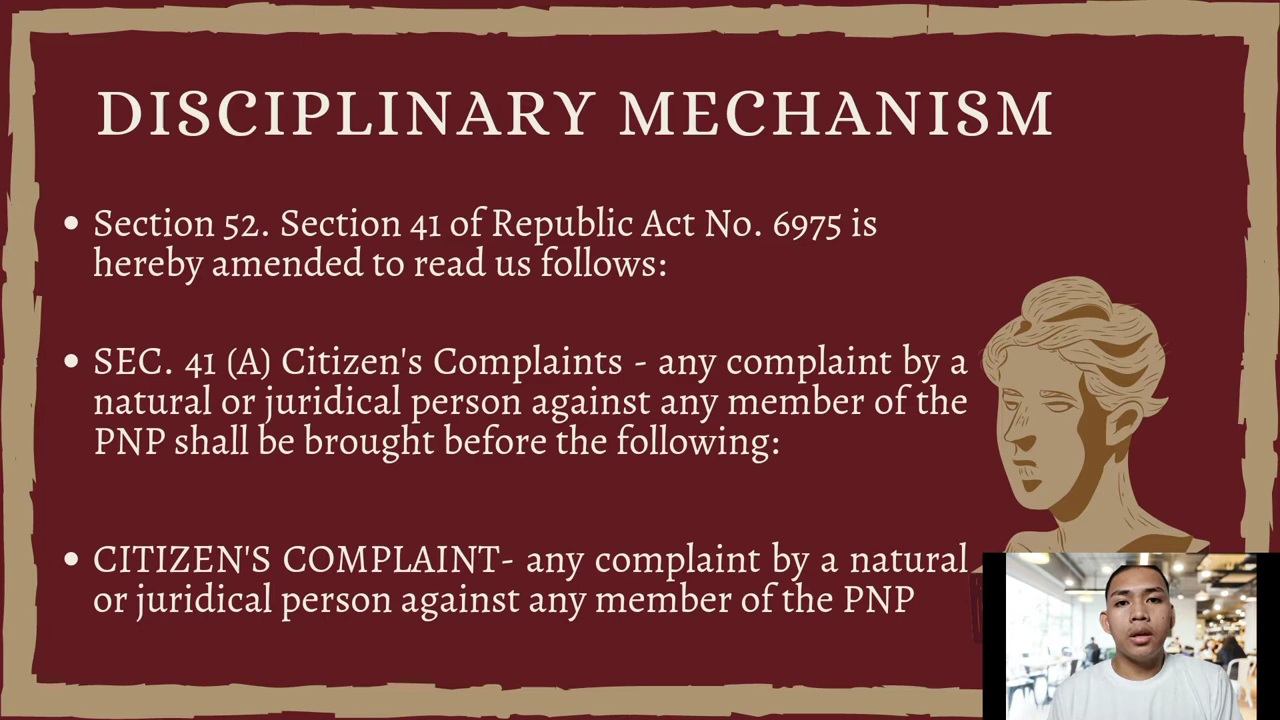 DISCIPLINARY MECHANISM
• Section 52. Section 41 of Republic Act No. 6975 is
hereby amended to read us follows:
• SEC. 41 (A) Citizen's Complaints - any complaint by a
natural or juridical person against any member of the
PNP shall be brought before the following:
• CITIZEN'S COMPLAINT- any complaint by a natural
or juridical person against any member of the PNP